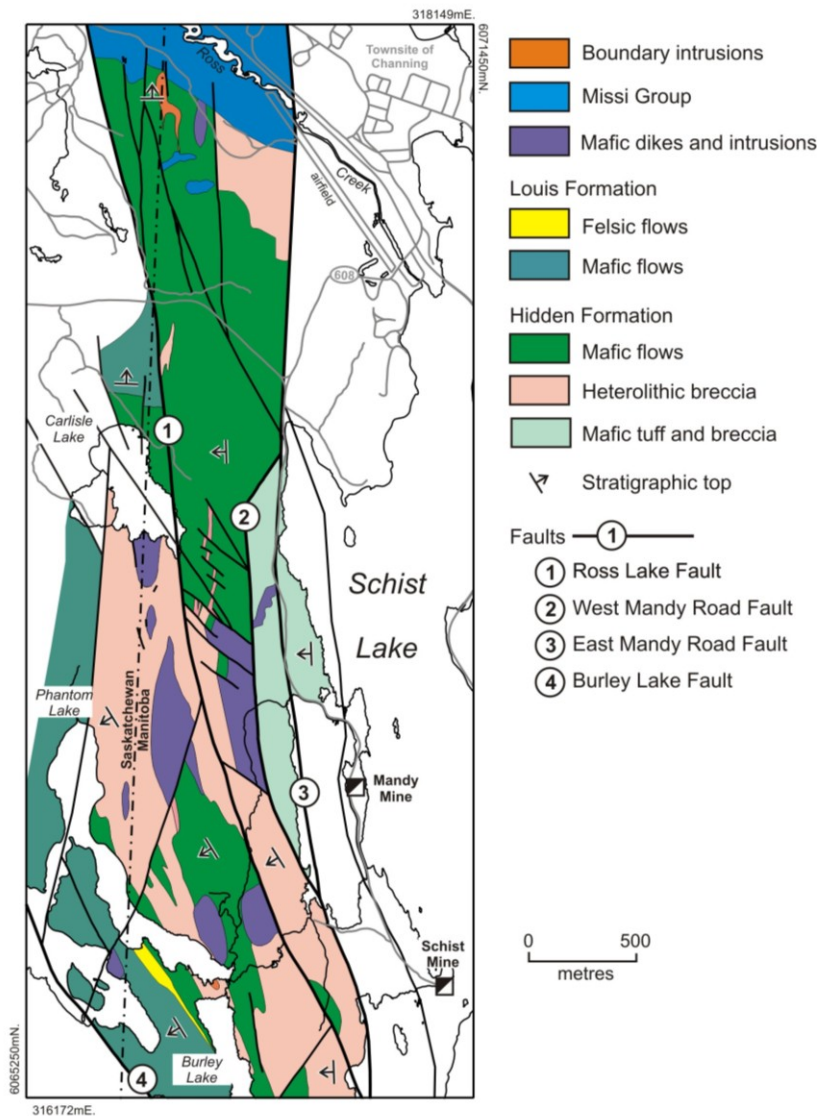 318149mE.
6071450mN.
Ross
Townsite of
Channing
Creek
airfield
608
1
Carlisle
Lake
2
Schist
Lake
Phantom
Lake
Saskatchewan
Manitoba
Mandy
Mine
3
Schist
Mine
Burley
Lake
4
6065250mN.
316172mE.
Boundary intrusions
Missi Group
Mafic dikes and intrusions
Louis Formation
Felsic flows
Mafic flows
Hidden Formation
Mafic flows
Heterolithic breccia
Mafic tuff and breccia
Stratigraphic top
Faults 1
1 Ross Lake Fault
2 West Mandy Road Fault
3 East Mandy Road Fault
4 Burley Lake Fault
0 500
metres